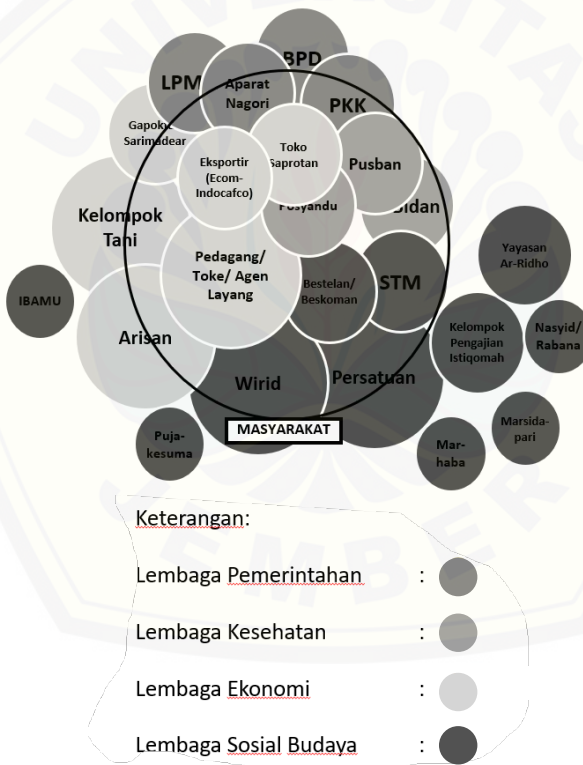 BPD
LPM
Aparat
Nagori
PKK
Gapok
Sarimadear
Toko
Saprotan
Eksportir
(Ecom-
Indocafco)
Pusban
Posyandu
Bidan
Kelompok
Tani
Yayasan
Ar-Ridho
Pedagang/
Toke/ Agen
Layang
Bestelan/
Beskoman
STM
IBAMU
Arisan
Kelompok
Pengajian
Istiqomah
Nasyid/
Rabana
Wirid
Persatuan
MASYARAKAT
Puja-
kesuma
Mar-
haba
Marsida-
pari
Keterangan:
Lembaga Pemerintahan :
Lembaga Kesehatan :
Lembaga Ekonomi :
Lembaga Sosial Budaya :